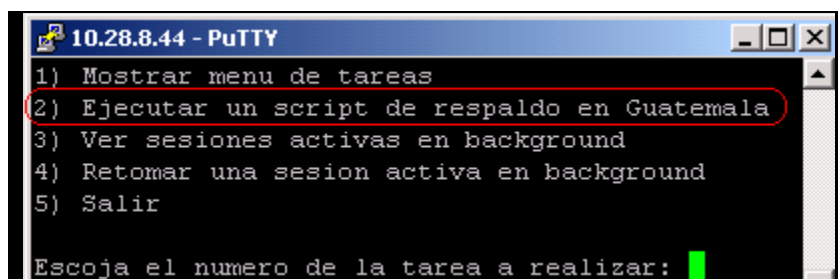 10.28.8.44 - PuTTY
1) Mostrar menu de tareas
2) Ejecutar un script de respaldo en Guatemala
3) Ver sesiones activas en background
4) Retomar una sesion activa en background
5) Salir
Escoja el numero de la tarea a realizar: